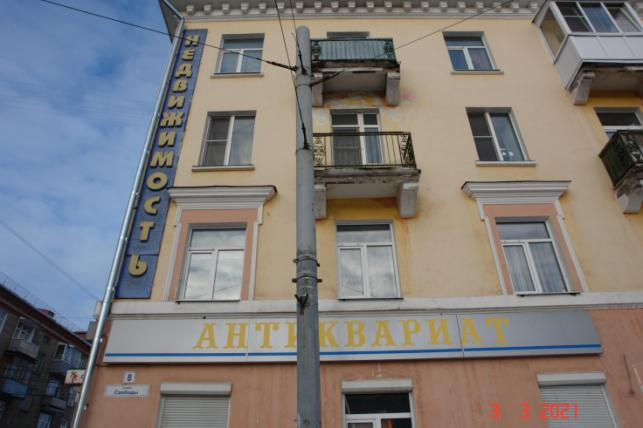 НЕДВИЖИМОСТЬ
АНТИКВАРИАТ
8
Свободы
3 3 2021